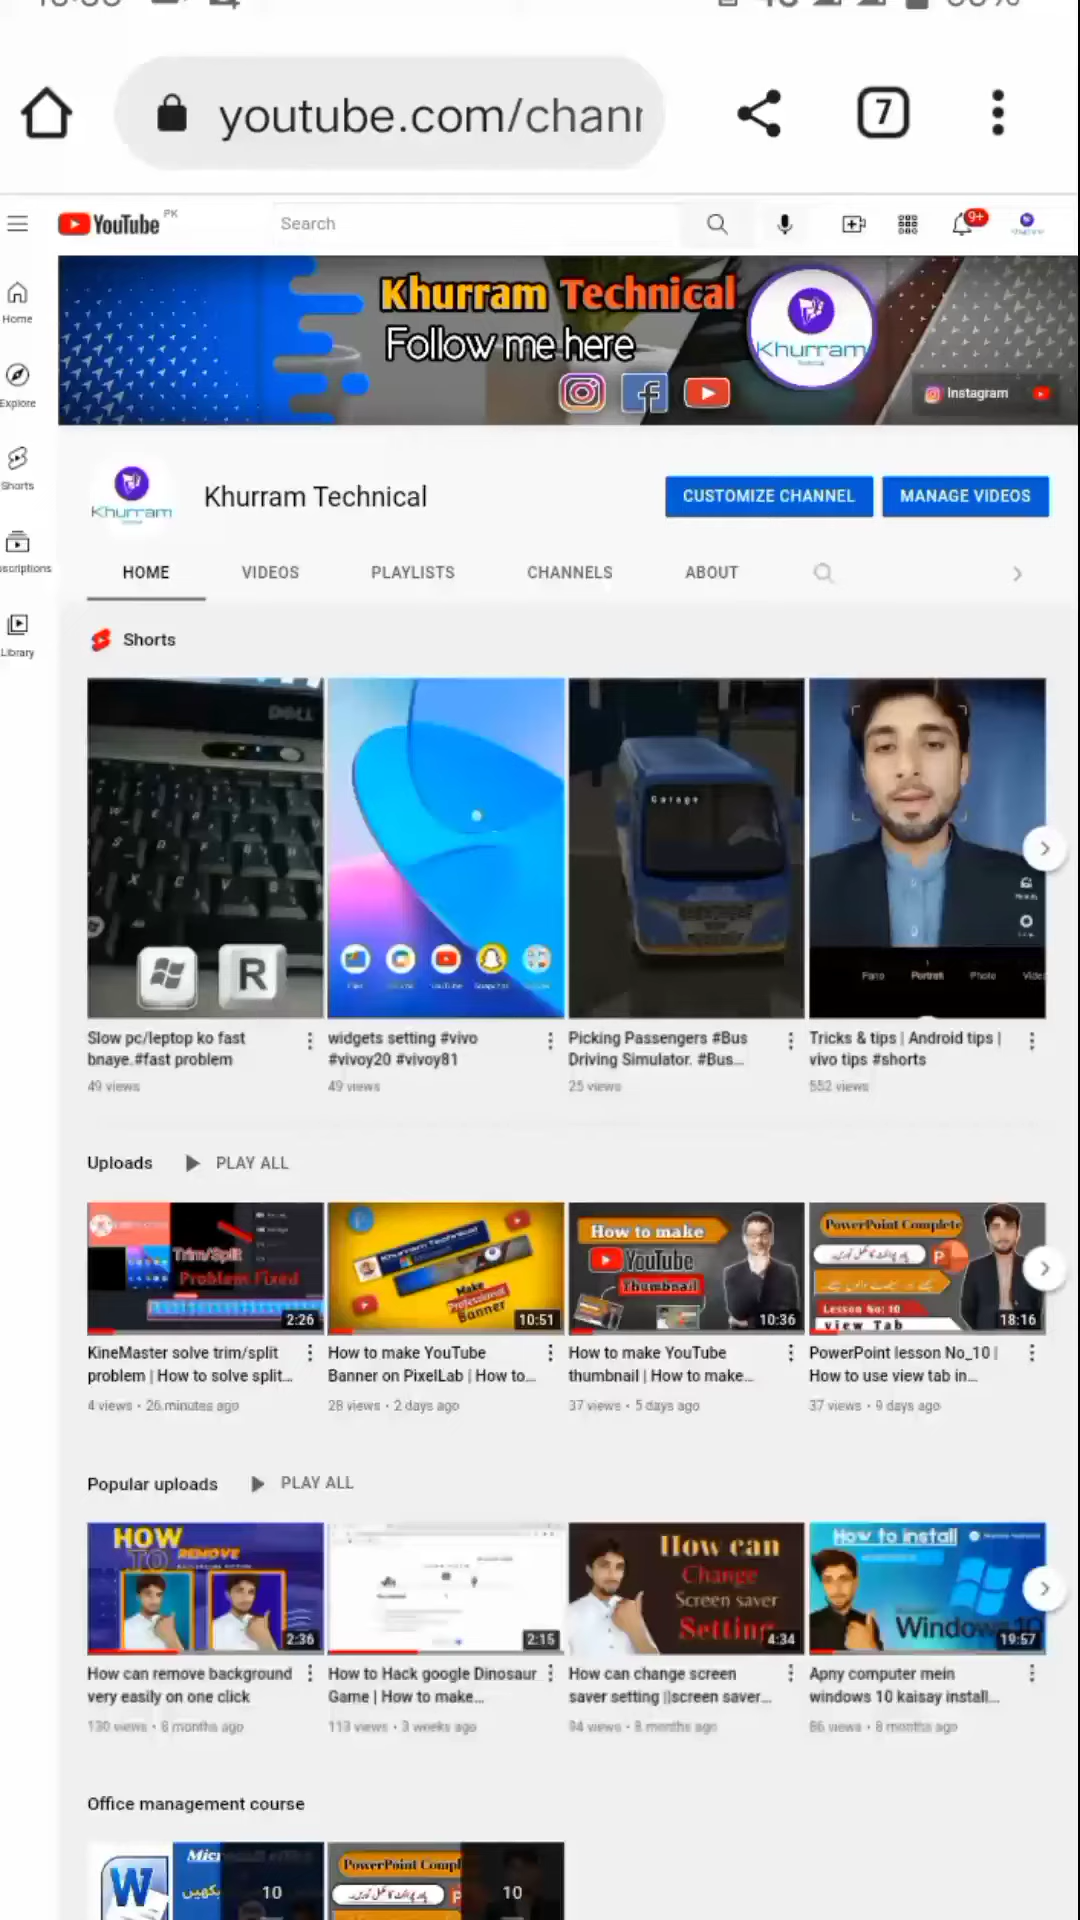 youtube.com/chann
7
YouTube PK
Search
9+
Home
Explore
Shorts
scriptions
Library
Khurram Technical
Follow me here
Khurram
Instagram
Khurram
Khurram Technical
CUSTOMIZE CHANNEL
MANAGE VIDEOS
HOME
VIDEOS
PLAYLISTS
CHANNELS
ABOUT
Shorts
DELL
R
Garage
Portrait
Photo
Slow pc/leptop ko fast
bnaye.#fast problem
49 views
widgets setting #vivo
#vivoy20 #vivoy81
49 views
Picking Passengers #Bus
Driving Simulator. #Bus...
25 views
Tricks & tips | Android tips |
vivo tips #shorts
552 views
Uploads
PLAY ALL
Trim/Split
Problem Fixed
2:26
Khurram Technical
Make
Professional
Banner
10:51
How to make
YouTube
Thumbnail
10:36
PowerPoint Complete
Lesson No: 10
view Tab
18:16
KineMaster solve trim/split
problem | How to solve split...
4 views • 26 minutes ago
How to make YouTube
Banner on PixelLab | How to...
28 views • 2 days ago
How to make YouTube
thumbnail | How to make...
37 views • 5 days ago
PowerPoint lesson No_10 |
How to use view tab in...
37 views • 9 days ago
Popular uploads
PLAY ALL
HOW
TO REMOVE
2:36
2:15
How can
Change
Screen saver
Setting
4:34
How to install
Windows 10
19:57
How can remove background
very easily on one click
130 views • 8 months ago
How to Hack google Dinosaur
Game | How to make...
113 views • 3 weeks ago
How can change screen
saver setting ||screen saver...
94 views • 8 months ago
Apny computer mein
windows 10 kaisay install...
86 views • 8 months ago
Office management course
W
10
PowerPoint Compl
10